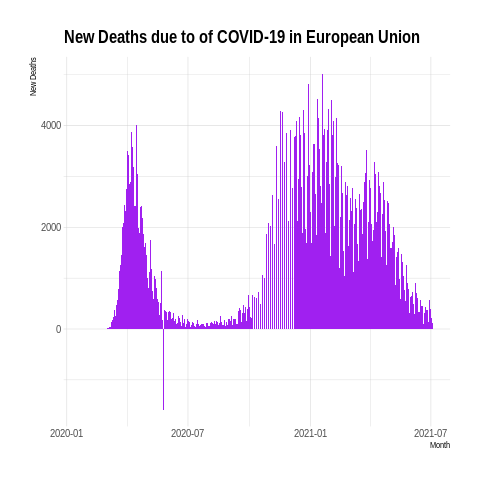 New Deaths due to of COVID-19 in European Union
New Deaths
4000
2000
0
2020-01 2020-07 2021-01 2021-07
Month